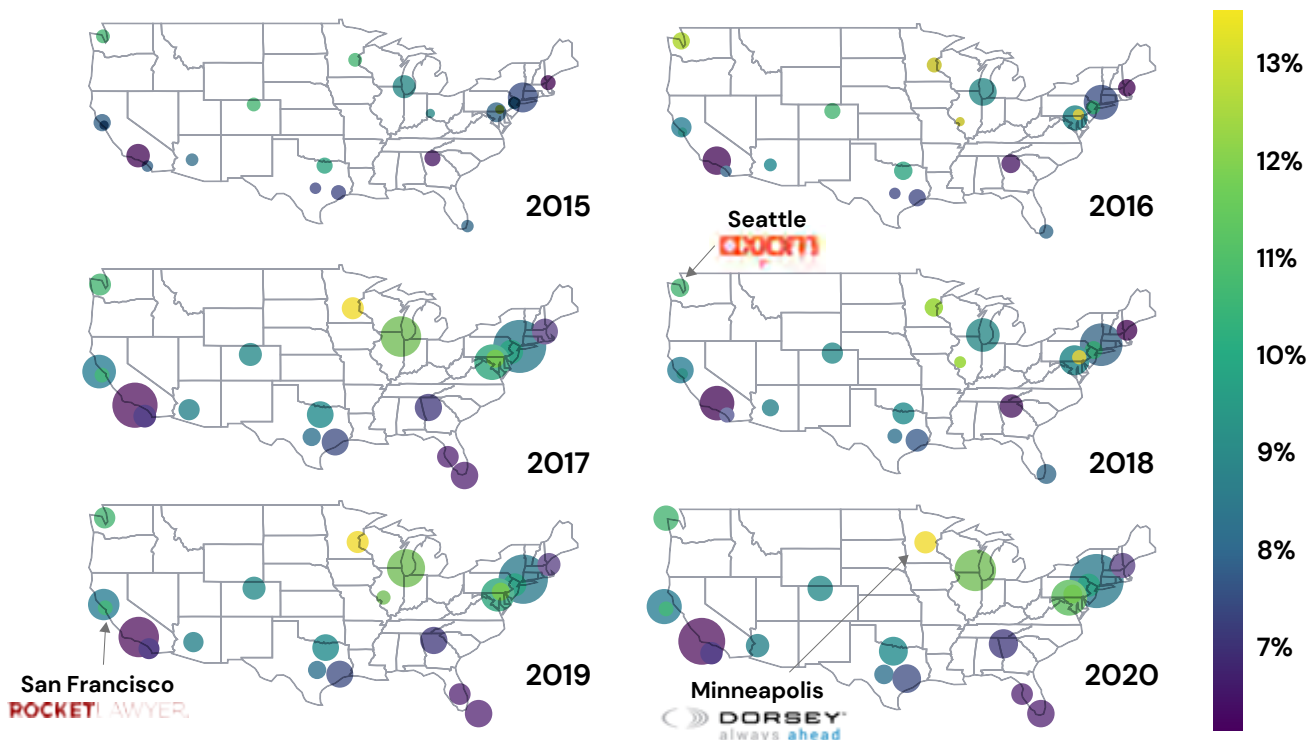 13%
12%
11%
10%
9%
8%
7%
2015
2016
Seattle
axiom
2017
2018
2019
2020
San Francisco
ROCKETLAWYER.
Minneapolis
DORSEY
always ahead